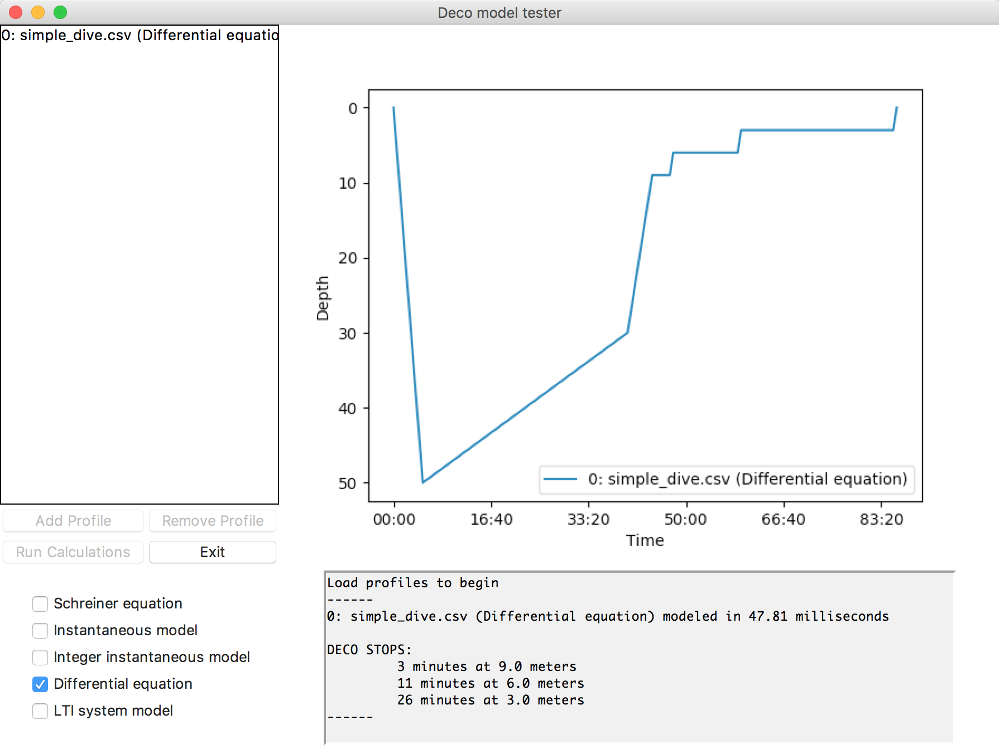 Deco model tester
0: simple_dive.csv (Differential equatio
Add Profile
Remove Profile
Run Calculations
Exit
Schreiner equation
Instantaneous model
Integer instantaneous model
Differential equation
LTI system model
0
10
20
30
40
50
Depth
0: simple_dive.csv (Differential equation)
00:00 16:40 33:20 50:00 66:40 83:20
Time
Load profiles to begin
------
0: simple_dive.csv (Differential equation) modeled in 47.81 milliseconds
DECO STOPS:
3 minutes at 9.0 meters
11 minutes at 6.0 meters
26 minutes at 3.0 meters
------